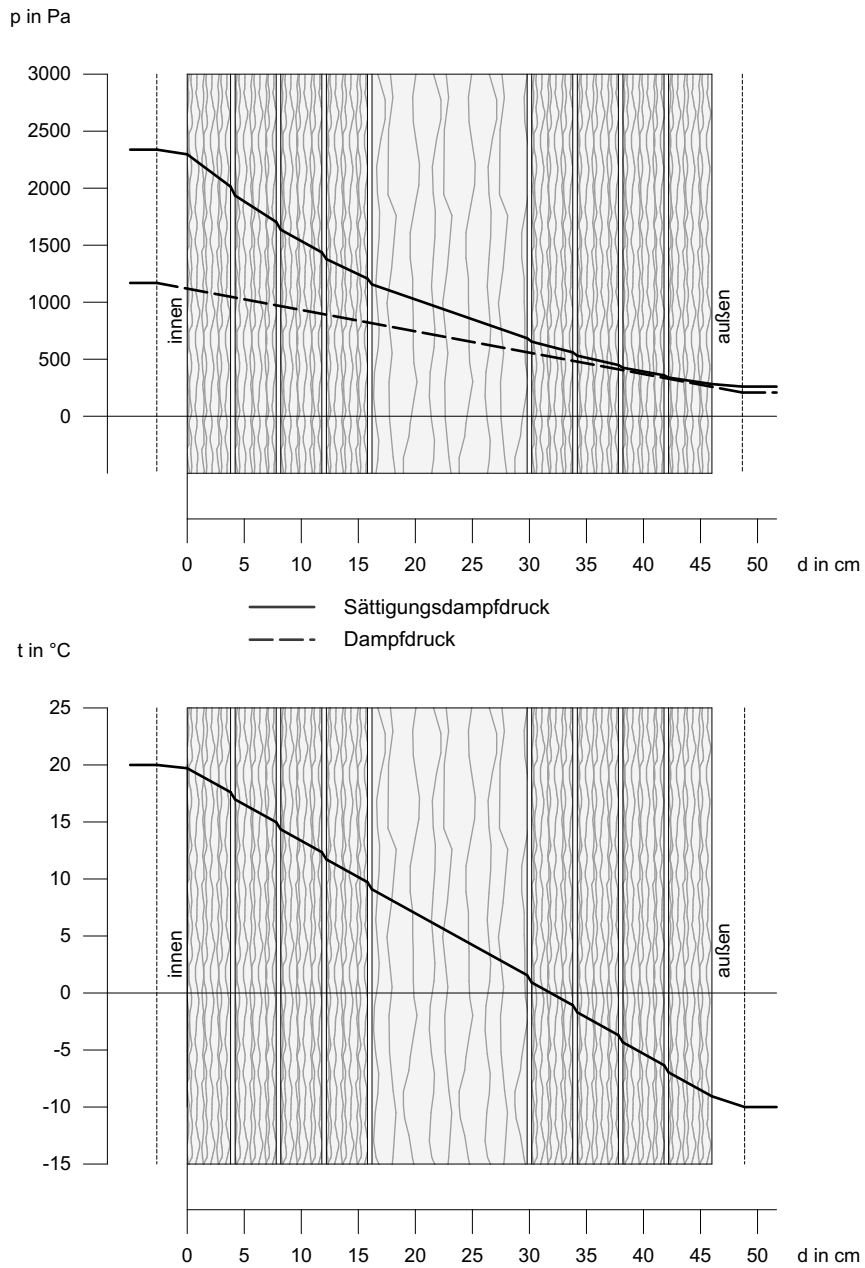 p in Pa
3000
2500
2000
1500
1000
500
0
innen
außen
0 5 10 15 20 25 30 35 40 45 50 d in cm
Sättigungsdampfdruck
Dampfdruck
t in °C
25
20
15
10
5
0
-5
-10
-15
innen
außen
0 5 10 15 20 25 30 35 40 45 50 d in cm